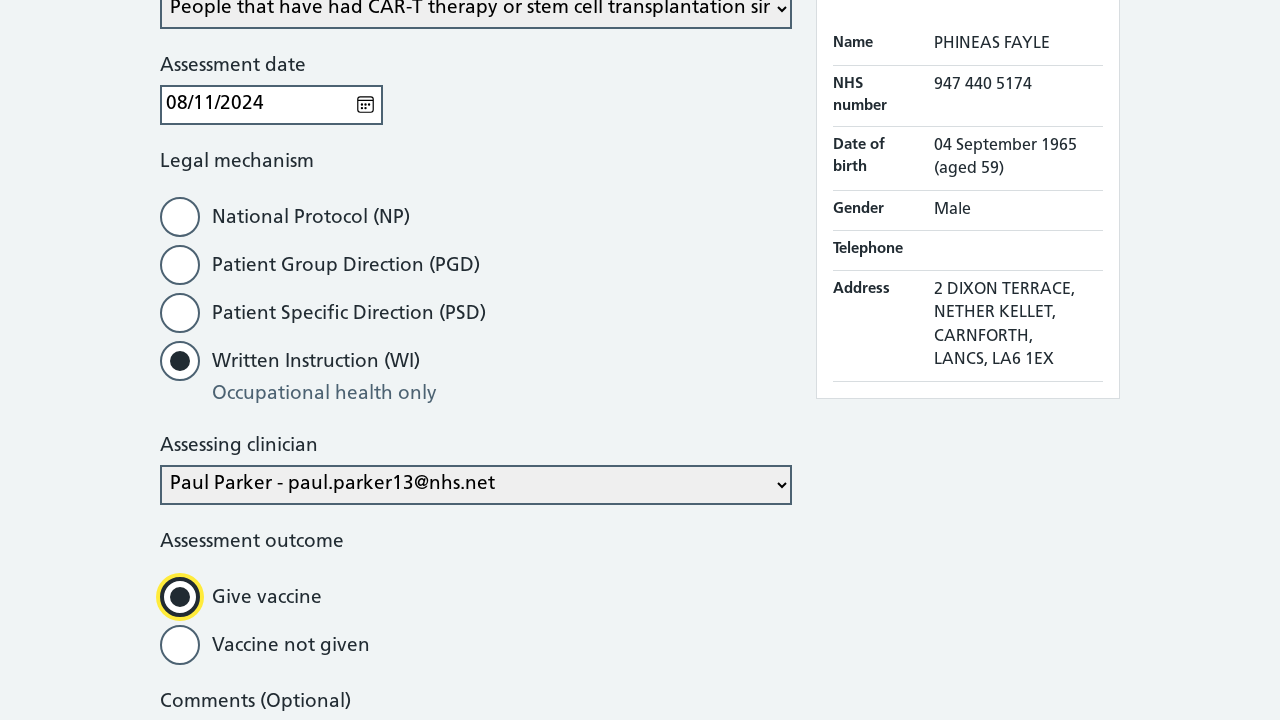 People that have had CAR-T therapy or stem cell transplantation sir
Assessment date
08/11/2024
Legal mechanism
National Protocol (NP)
Patient Group Direction (PGD)
Patient Specific Direction (PSD)
Written Instruction (WI)
Occupational health only
Assessing clinician
Paul Parker - paul.parker13@nhs.net
Assessment outcome
Give vaccine
Vaccine not given
Comments (Optional)
Name PHINEAS FAYLE
NHS number 947 440 5174
Date of birth 04 September 1965 (aged 59)
Gender Male
Telephone
Address 2 DIXON TERRACE,
NETHER KELLET,
CARNFORTH,
LANCS, LA6 1EX